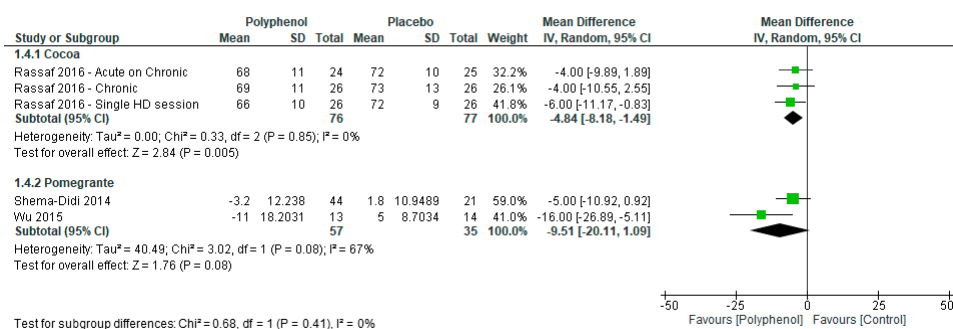 Polyphenol Placebo Mean Difference Mean Difference
Study or Subgroup Mean SD Total Mean SD Total Weight IV, Random, 95% CI IV, Random, 95% CI
1.4.1 Cocoa
Rassaf 2016 - Acute on Chronic 68 11 24 72 10 25 32.2% -4.00 [-9.89, 1.89]
Rassaf 2016 - Chronic 69 11 26 73 13 26 26.1% -4.00 [-10.55, 2.55]
Rassaf 2016 - Single HD session 66 10 26 72 9 26 41.8% -6.00 [-11.17, -0.83]
Subtotal (95% CI) 76 77 100.0% -4.84 [-8.18, -1.49]
Heterogeneity: Tau² = 0.00; Chi² = 0.33, df = 2 (P = 0.85); I² = 0%
Test for overall effect: Z = 2.84 (P = 0.005)
1.4.2 Pomegrante
Shema-Didi 2014 -3.2 12.238 44 1.8 10.9489 21 59.0% -5.00 [-10.92, 0.92]
Wu 2015 -11 18.2031 13 5 8.7034 14 41.0% -16.00 [-26.89, -5.11]
Subtotal (95% CI) 57 35 100.0% -9.51 [-20.11, 1.09]
Heterogeneity: Tau² = 40.49; Chi² = 3.02, df = 1 (P = 0.08); I² = 67%
Test for overall effect: Z = 1.76 (P = 0.08)
-50 -25 0 25 50
Favours [Polyphenol] Favours [Control]
Test for subgroup differences: Chi² = 0.68, df = 1 (P = 0.41), I² = 0%